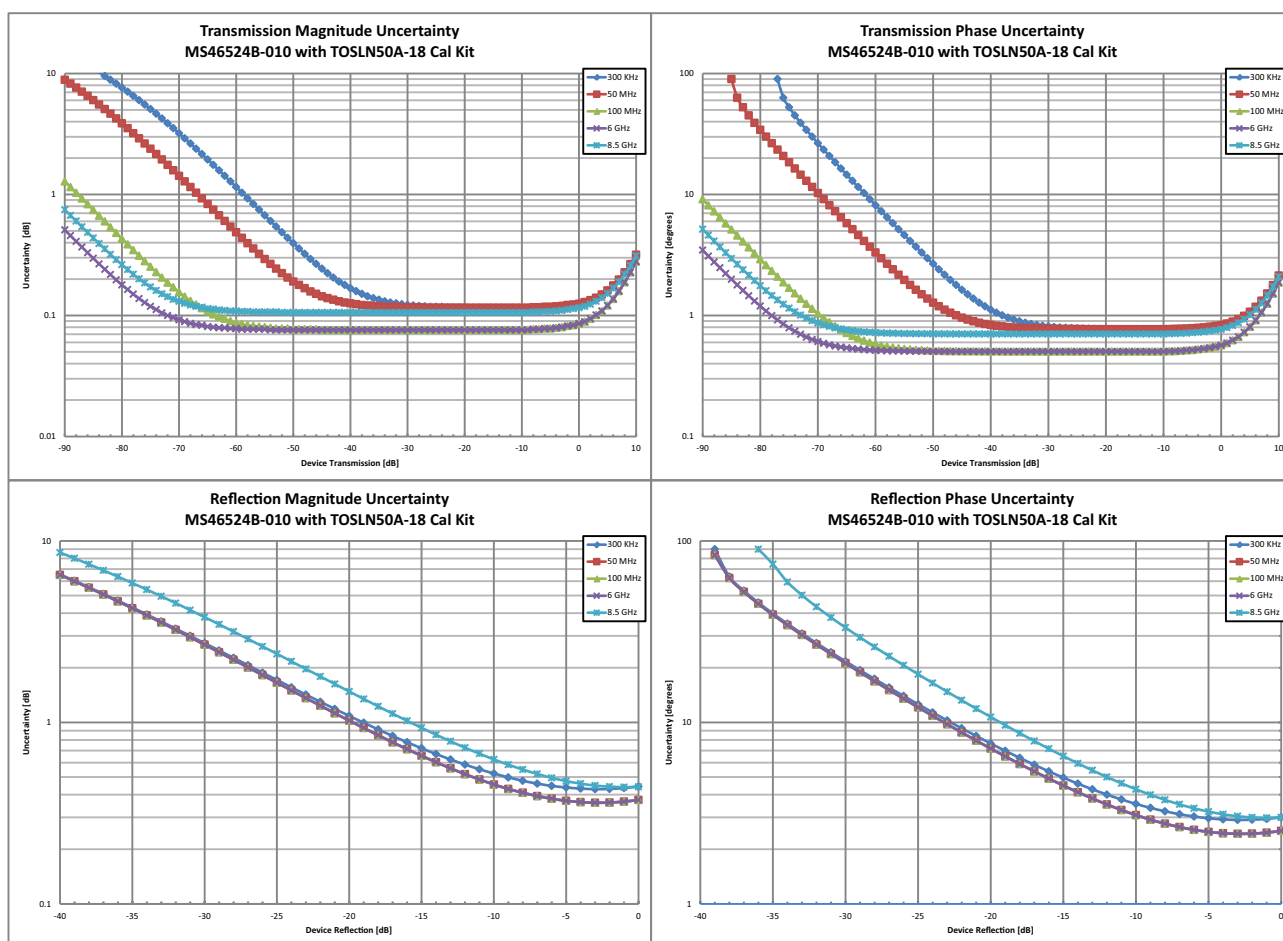 Transmission Magnitude Uncertainty
MS46524B-010 with TOSLN50A-18 Cal Kit
10
1
0.1
0.01
Uncertainty [dB]
-90 -80 -70 -60 -50 -40 -30 -20 -10 0 10
Device Transmission [dB]
300 KHz
50 MHz
100 MHz
6 GHz
8.5 GHz
Transmission Phase Uncertainty
MS46524B-010 with TOSLN50A-18 Cal Kit
100
10
1
0.1
Uncertainty [degrees]
-90 -80 -70 -60 -50 -40 -30 -20 -10 0 10
Device Transmission [dB]
300 KHz
50 MHz
100 MHz
6 GHz
8.5 GHz
Reflection Magnitude Uncertainty
MS46524B-010 with TOSLN50A-18 Cal Kit
10
1
0.1
Uncertainty [dB]
-40 -35 -30 -25 -20 -15 -10 -5 0
Device Reflection [dB]
300 KHz
50 MHz
100 MHz
6 GHz
8.5 GHz
Reflection Phase Uncertainty
MS46524B-010 with TOSLN50A-18 Cal Kit
100
10
1
Uncertainty [degrees]
-40 -35 -30 -25 -20 -15 -10 -5 0
Device Reflection [dB]
300 KHz
50 MHz
100 MHz
6 GHz
8.5 GHz